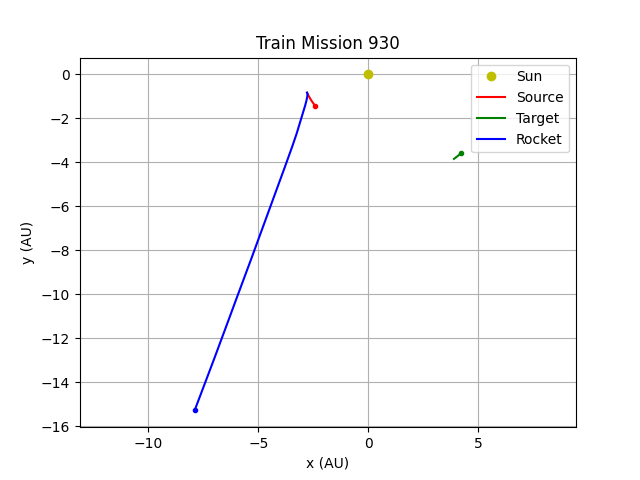 Train Mission 930
Sun
Source
Target
Rocket
0
−2
−4
−6
−8
−10
−12
−14
−16
y (AU)
−10
−5
0
5
x (AU)